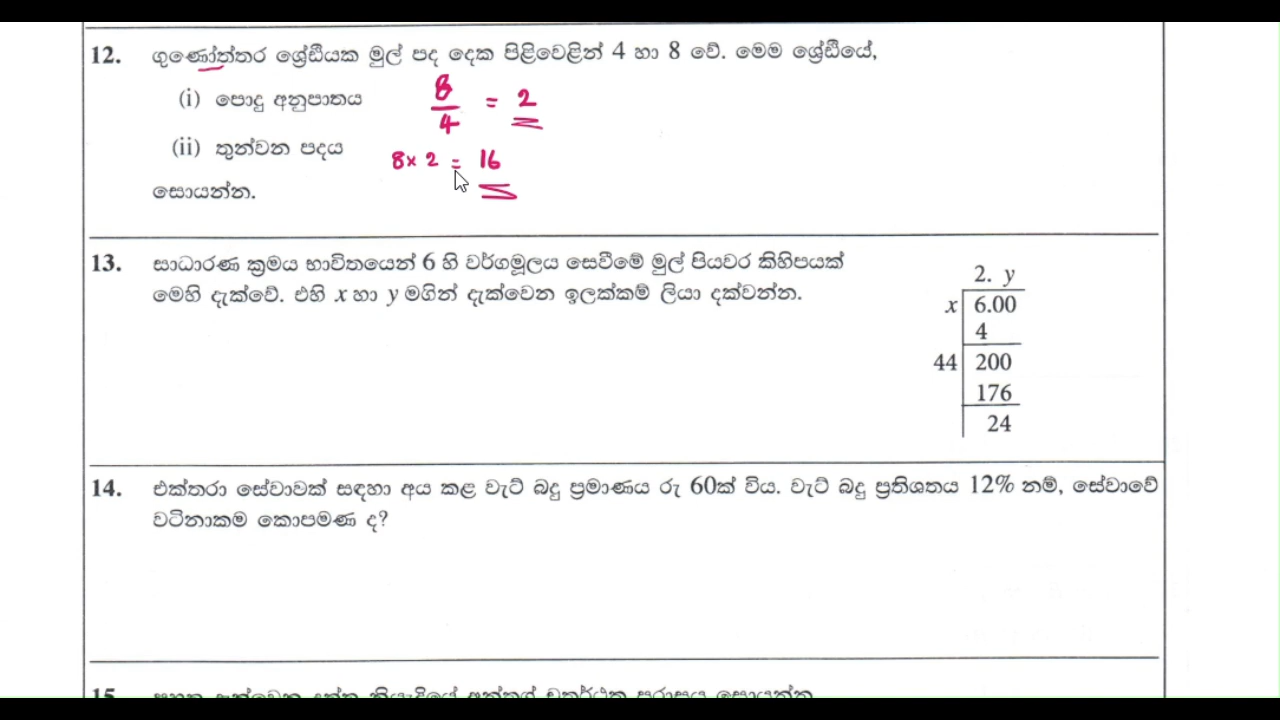 12. ගුණෝත්තර ශ්‍රේඪියක මුල් පද දෙක පිළිවෙළින් 4 හා 8 වේ. මෙම ශ්‍රේඪියේ,
(i) පොදු අනුපාතය 8/4 = 2
(ii) තුන්වන පදය 8 × 2 = 16
සොයන්න.
13. සාධාරණ ක්‍රමය භාවිතයෙන් 6 හි වර්ගමූලය සෙවීමේ මුල් පියවර කිහිපයක්
මෙහි දැක්වේ. එහි x හා y මගින් දැක්වෙන ඉලක්කම් ලියා දක්වන්න.
2. y
x 6.00
4
44 200
176
24
14. එක්තරා සේවාවක් සඳහා අය කළ වැට් බදු ප්‍රමාණය රු 60ක් විය. වැට් බදු ප්‍රතිශතය 12% නම්, සේවාවේ
වටිනාකම කොපමණ ද?
15.